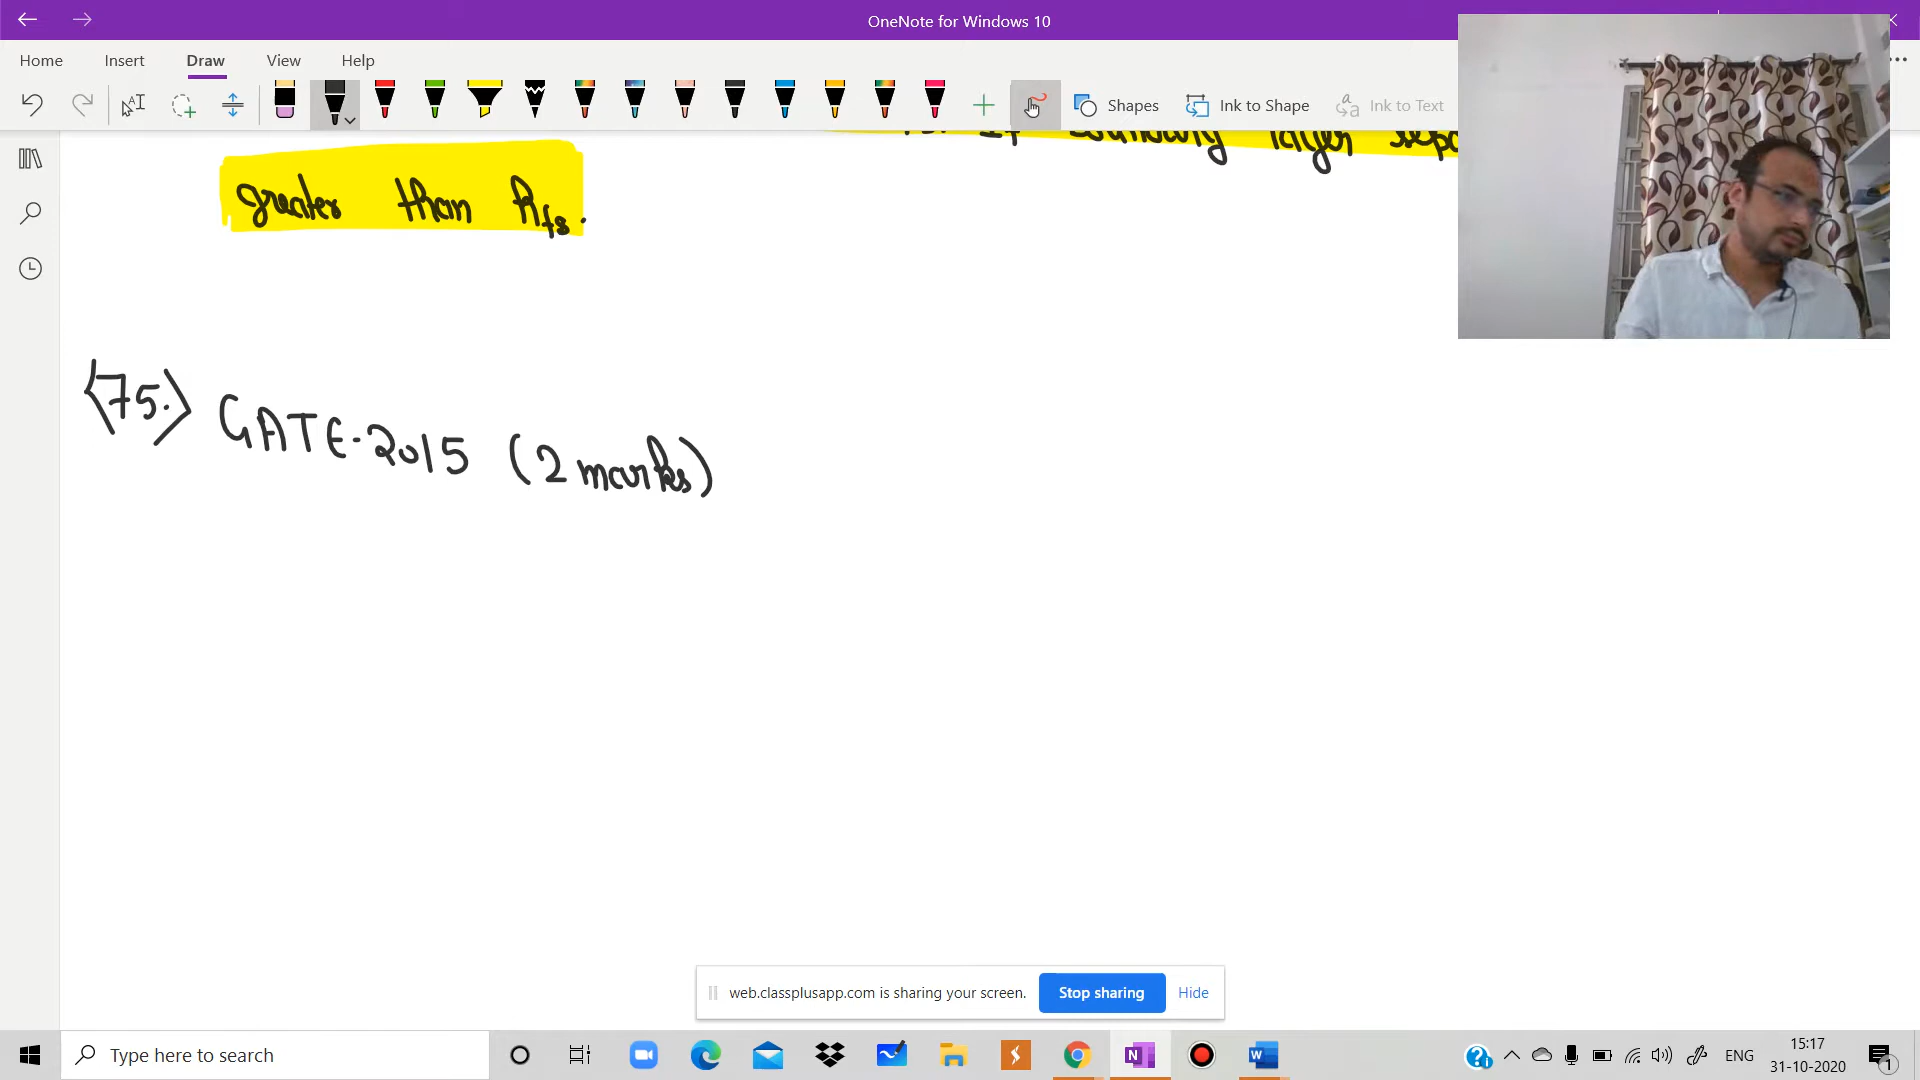 OneNote for Windows 10
Home Insert Draw View Help
Shapes Ink to Shape Ink to Text
larger
greater than Rfs.
<75.> GATE-2015 (2 marks)
web.classplusapp.com is sharing your screen. Stop sharing Hide
Type here to search
ENG
15:17
31-10-2020
1